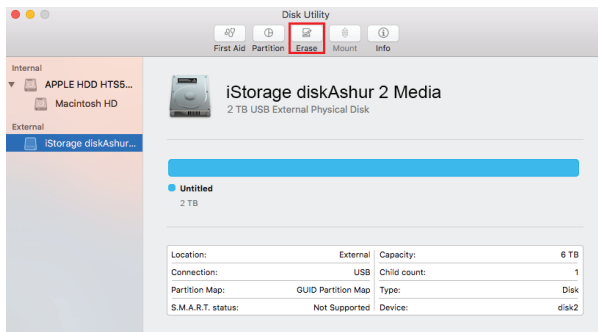 Disk Utility
First Aid Partition Erase Mount Info
Internal
APPLE HDD HTS5...
Macintosh HD
External
iStorage diskAshur...
iStorage diskAshur 2 Media
2 TB USB External Physical Disk
Untitled
2 TB
Location: External Capacity: 6 TB
Connection: USB Child count: 1
Partition Map: GUID Partition Map Type: Disk
S.M.A.R.T. status: Not Supported Device: disk2